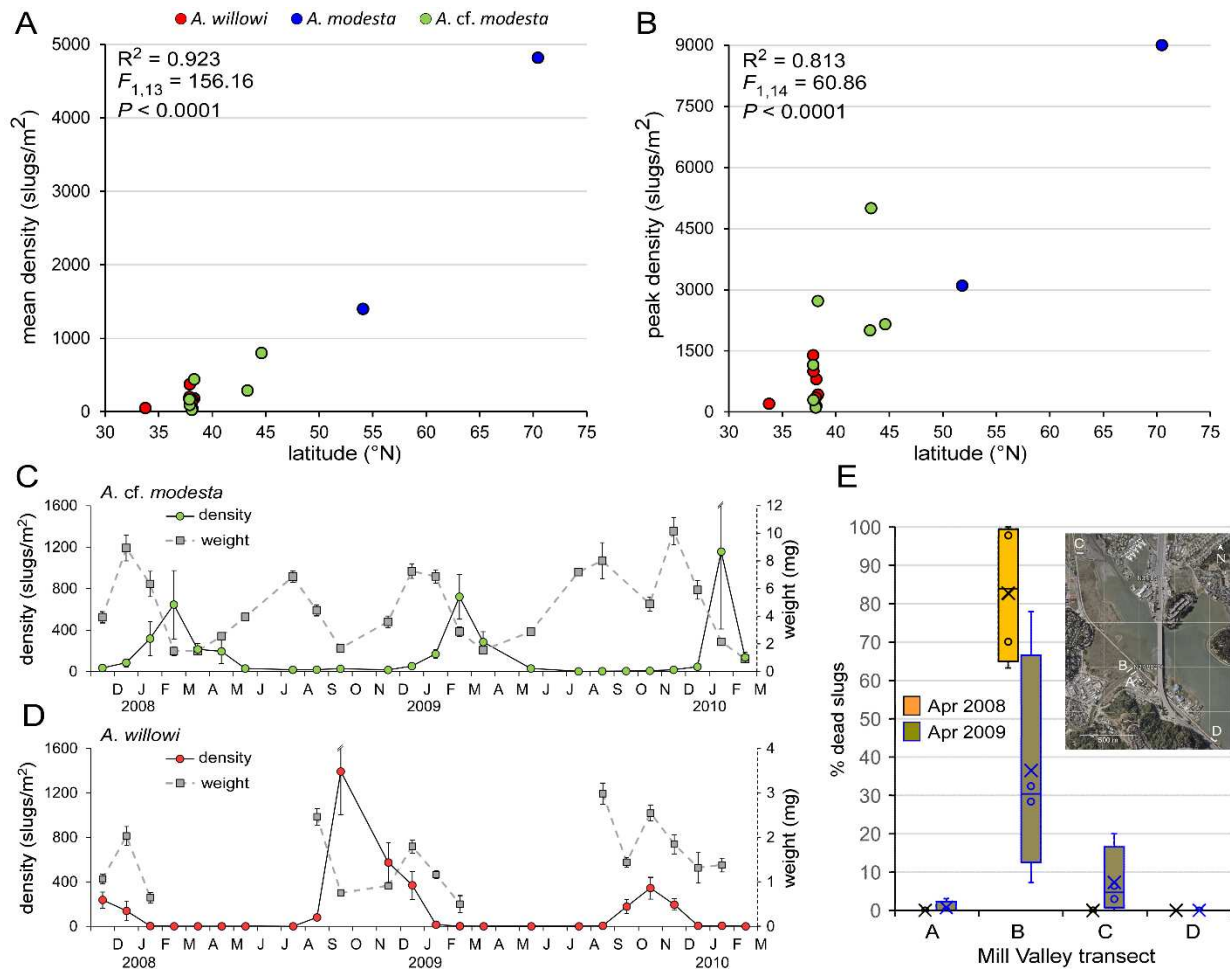 A. willowi A. modesta A. cf. modesta
A
R² = 0.923
F1,13 = 156.16
P < 0.0001
mean density (slugs/m²)
5000
4000
3000
2000
1000
0
30 35 40 45 50 55 60 65 70 75
latitude (°N)
B
R² = 0.813
F1,14 = 60.86
P < 0.0001
peak density (slugs/m²)
9000
7500
6000
4500
3000
1500
0
30 35 40 45 50 55 60 65 70 75
latitude (°N)
C
A. cf. modesta
density
weight
density (slugs/m²)
1600
1200
800
400
0
weight (mg)
12
10
8
6
4
2
0
D J F M A M J J A S O N D J F M A M J J A S O N D J F M
2008 2009 2010
D
A. willowi
density
weight
density (slugs/m²)
1600
1200
800
400
0
weight (mg)
4
3
2
1
0
D J F M A M J J A S O N D J F M A M J J A S O N D J F M
2008 2009 2010
E
% dead slugs
100
90
80
70
60
50
40
30
20
10
0
Apr 2008
Apr 2009
C
N
B
A
D
500 m
A B C D
Mill Valley transect